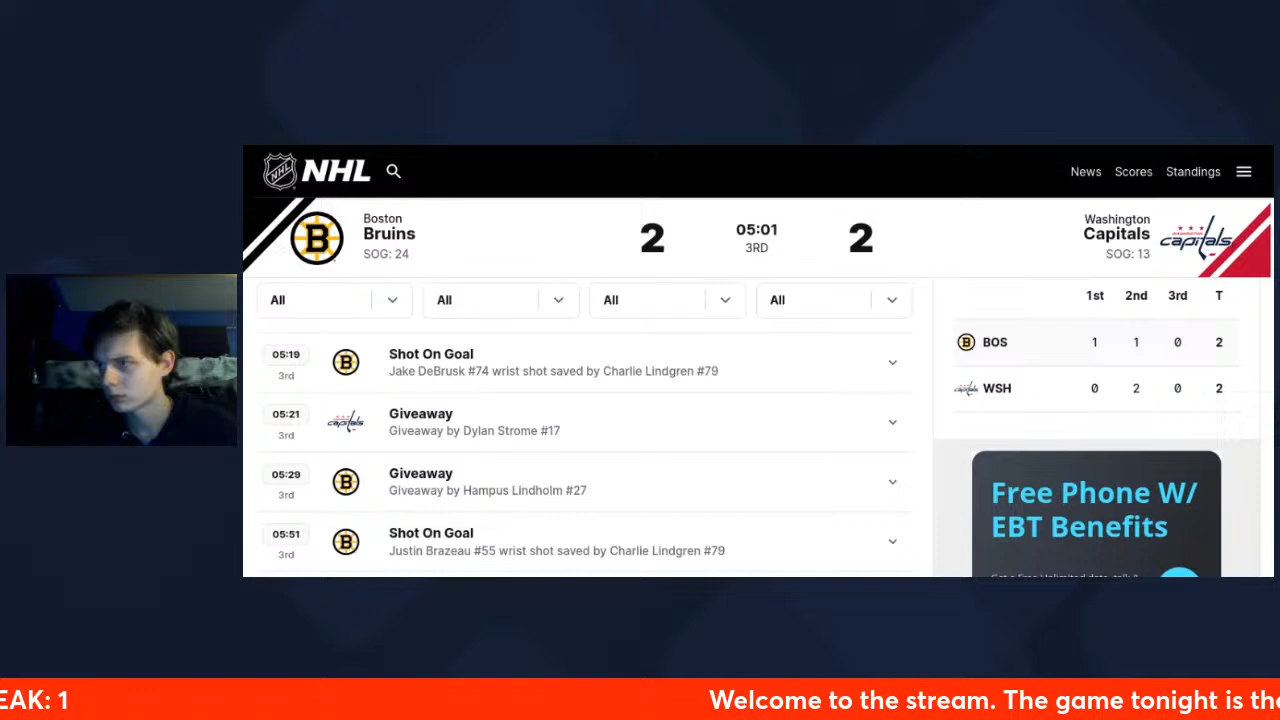 NHL
News Scores Standings
Boston
Bruins
SOG: 24
2
05:01
3RD
2
Washington
Capitals
SOG: 13
capitals
All All All All
05:19
3rd
Shot On Goal
Jake DeBrusk #74 wrist shot saved by Charlie Lindgren #79
05:21
3rd
capitals
Giveaway
Giveaway by Dylan Strome #17
05:29
3rd
Giveaway
Giveaway by Hampus Lindholm #27
05:51
3rd
Shot On Goal
Justin Brazeau #55 wrist shot saved by Charlie Lindgren #79
1st 2nd 3rd T
B BOS 1 1 0 2
WSH 0 2 0 2
Free Phone W/
EBT Benefits
EAK: 1
Welcome to the stream. The game tonight is the